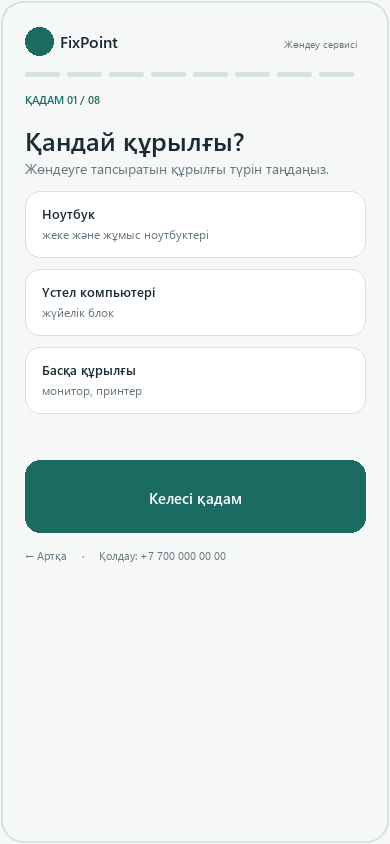 FixPoint
Жөндеу сервисі
ҚАДАМ 01 / 08
Қандай құрылғы?
Жөндеуге тапсыратын құрылғы түрін таңдаңыз.
Ноутбук
жеке және жұмыс ноутбуктері
Үстел компьютері
жүйелік блок
Басқа құрылғы
монитор, принтер
Келесі қадам
← Артқа · Қолдау: +7 700 000 00 00